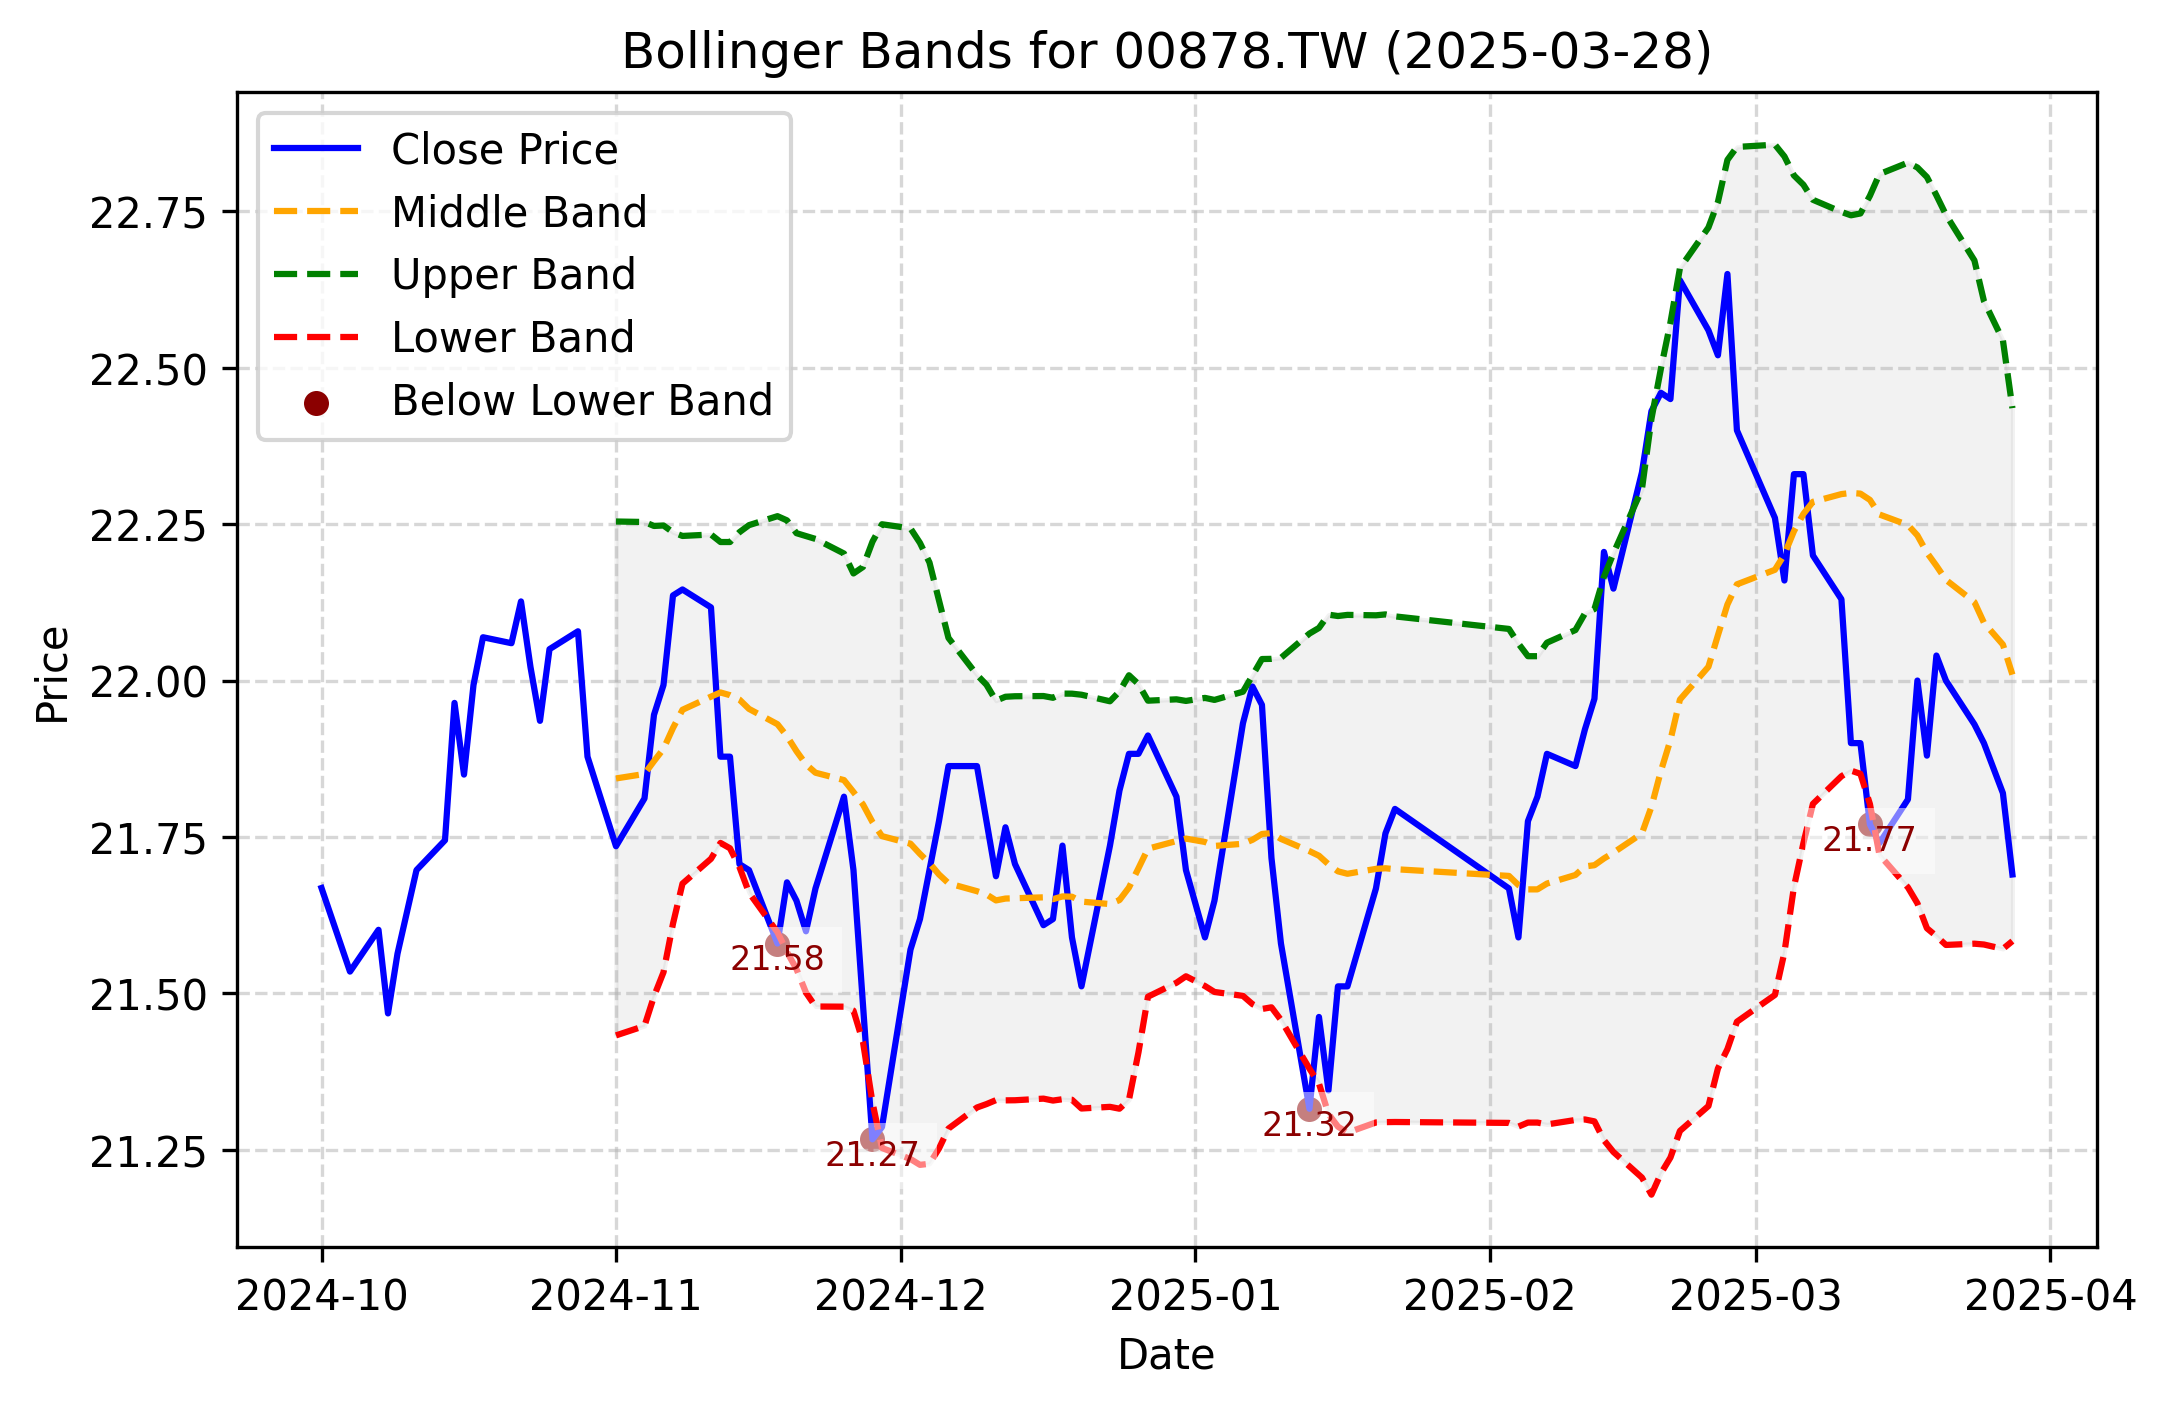 Bollinger Bands for 00878.TW (2025-03-28)
Close Price
Middle Band
Upper Band
Lower Band
Below Lower Band
Price
22.75
22.50
22.25
22.00
21.75
21.50
21.25
21.58
21.27
21.32
21.77
2024-10
2024-11
2024-12
2025-01
2025-02
2025-03
2025-04
Date